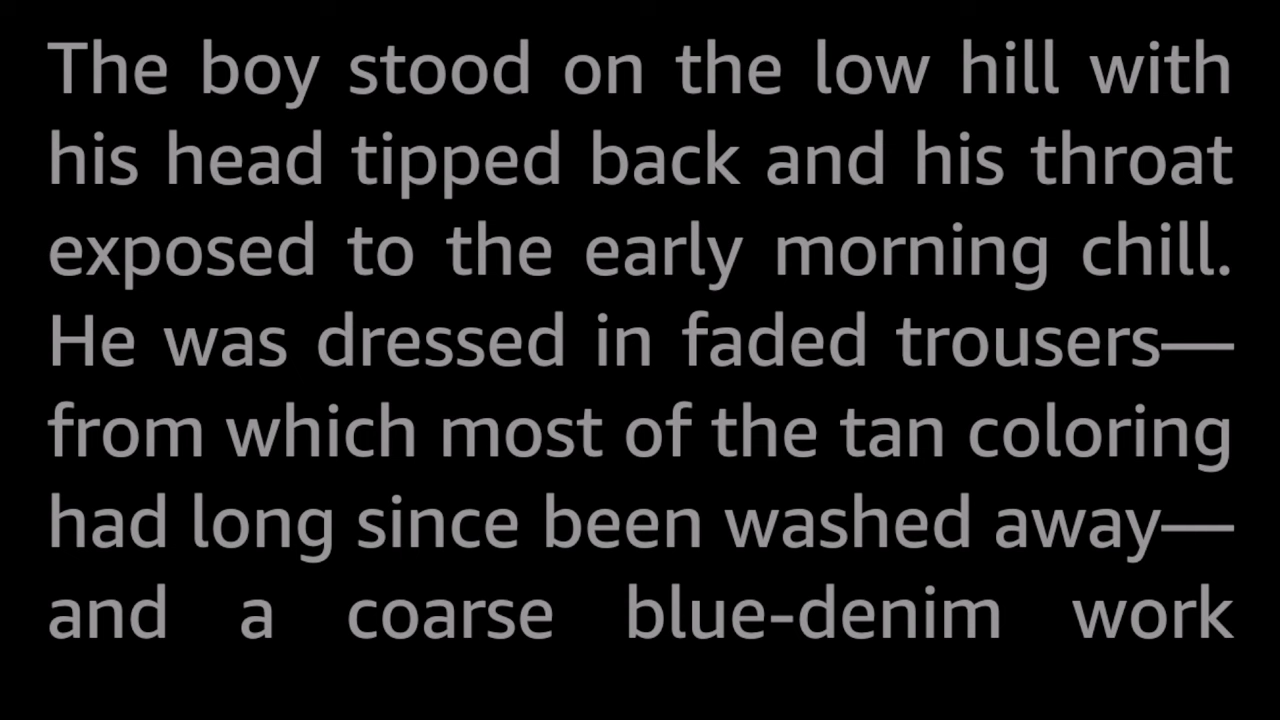 The boy stood on the low hill with
his head tipped back and his throat
exposed to the early morning chill.
He was dressed in faded trousers—
from which most of the tan coloring
had long since been washed away—
and a coarse blue-denim work